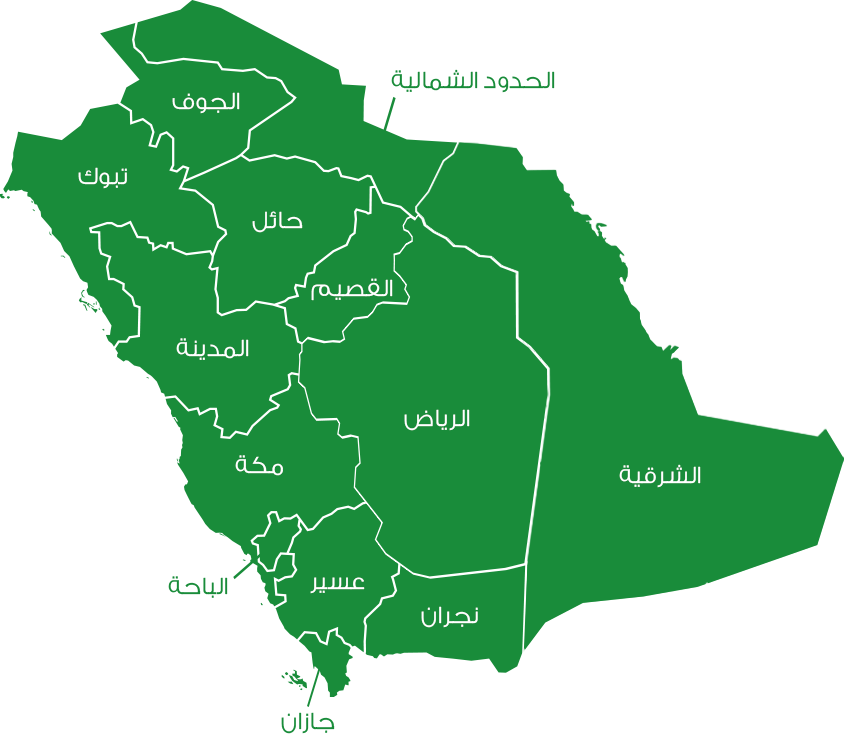 الحدود الشمالية
الجوف
تبوك
حائل
القصيم
المدينة
الرياض
مكة
الشرقية
الباحة
عسير
نجران
جازان